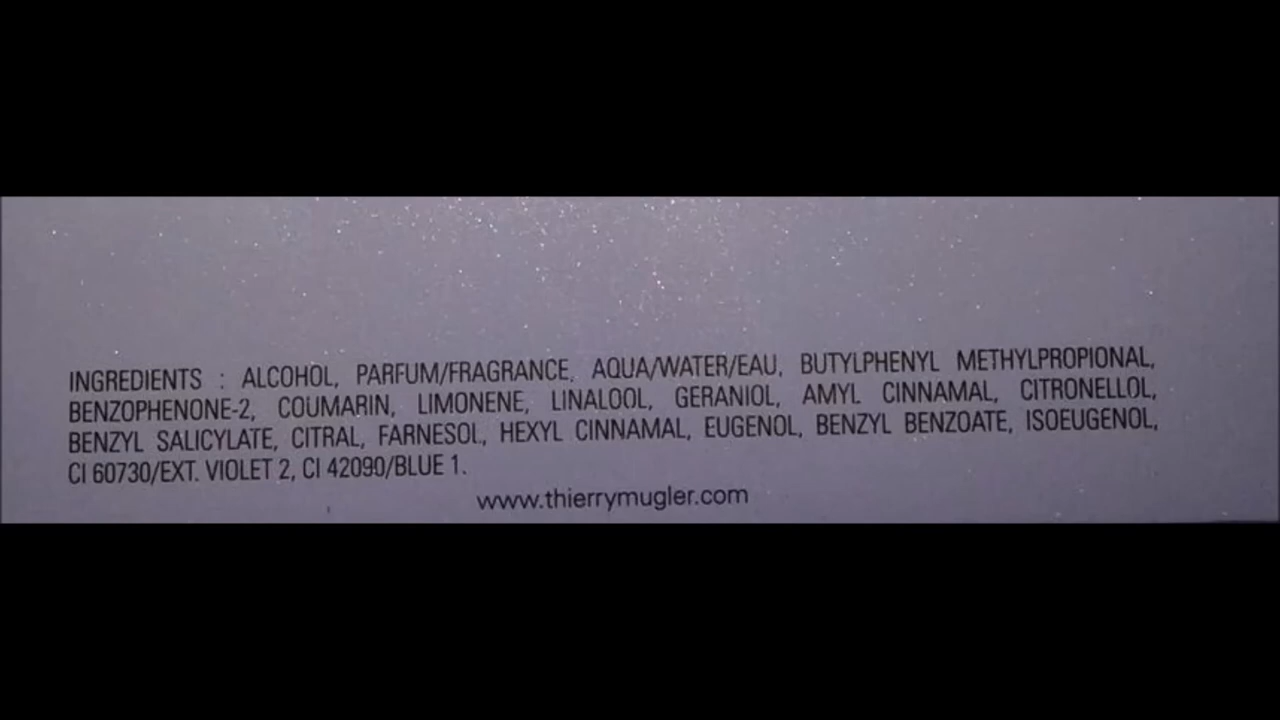 INGREDIENTS : ALCOHOL, PARFUM/FRAGRANCE, AQUA/WATER/EAU, BUTYLPHENYL METHYLPROPIONAL,
BENZOPHENONE-2, COUMARIN, LIMONENE, LINALOOL, GERANIOL, AMYL CINNAMAL, CITRONELLOL,
BENZYL SALICYLATE, CITRAL, FARNESOL, HEXYL CINNAMAL, EUGENOL, BENZYL BENZOATE, ISOEUGENOL,
CI 60730/EXT. VIOLET 2, CI 42090/BLUE 1.
www.thierrymugler.com